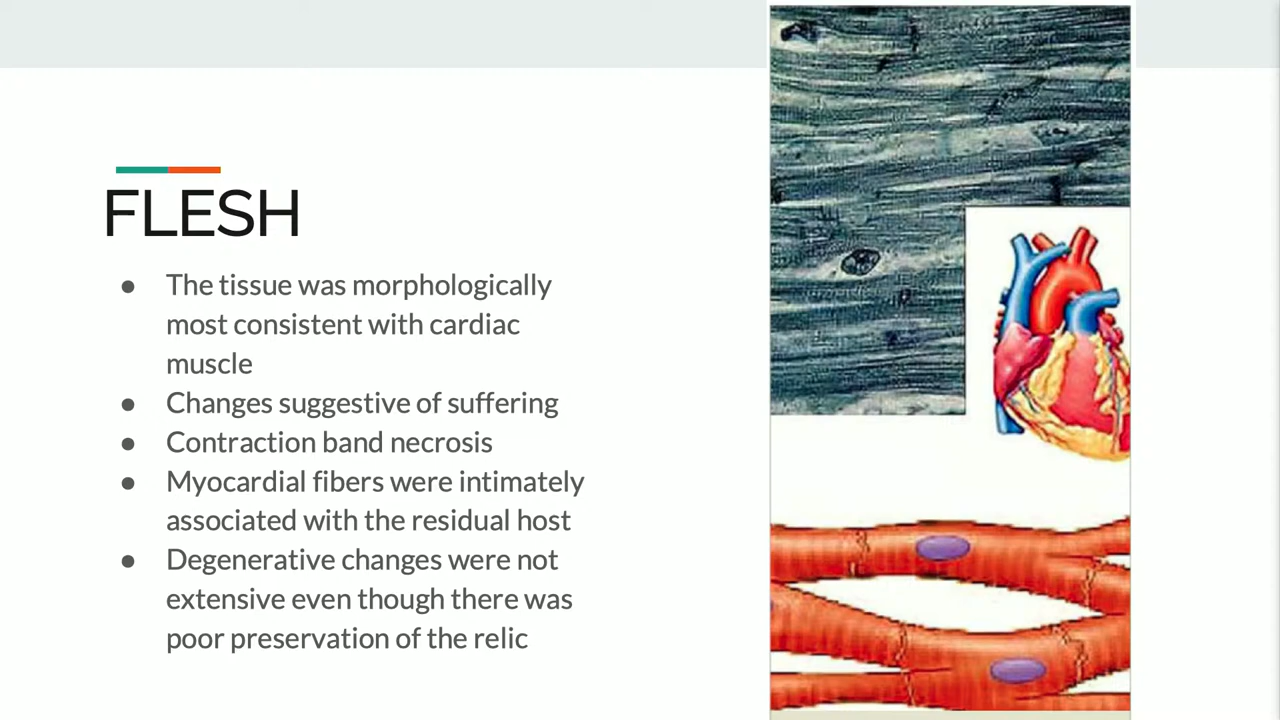 FLESH
● The tissue was morphologically
most consistent with cardiac
muscle
● Changes suggestive of suffering
● Contraction band necrosis
● Myocardial fibers were intimately
associated with the residual host
● Degenerative changes were not
extensive even though there was
poor preservation of the relic